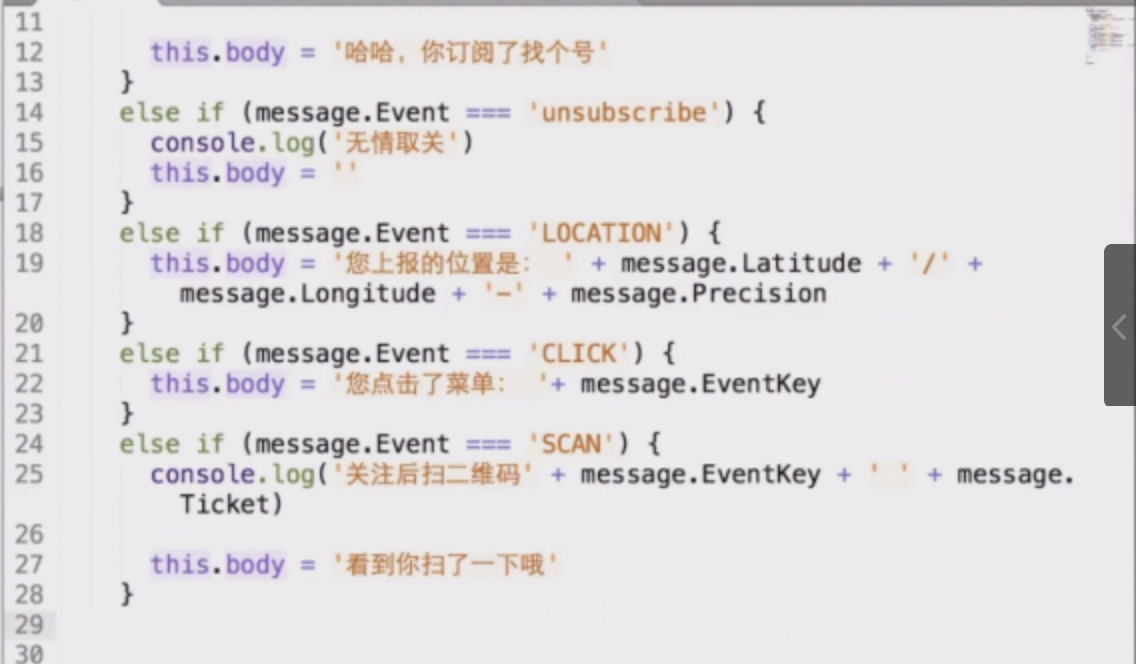 11
12 this.body = '哈哈，你订阅了找个号'
13 }
14 else if (message.Event === 'unsubscribe') {
15 console.log('无情取关')
16 this.body = ''
17 }
18 else if (message.Event === 'LOCATION') {
19 this.body = '您上报的位置是： ' + message.Latitude + '/' +
message.Longitude + '-' + message.Precision
20 }
21 else if (message.Event === 'CLICK') {
22 this.body = '您点击了菜单： '+ message.EventKey
23 }
24 else if (message.Event === 'SCAN') {
25 console.log('关注后扫二维码' + message.EventKey + ' ' + message.
Ticket)
26
27 this.body = '看到你扫了一下哦'
28 }
29
30